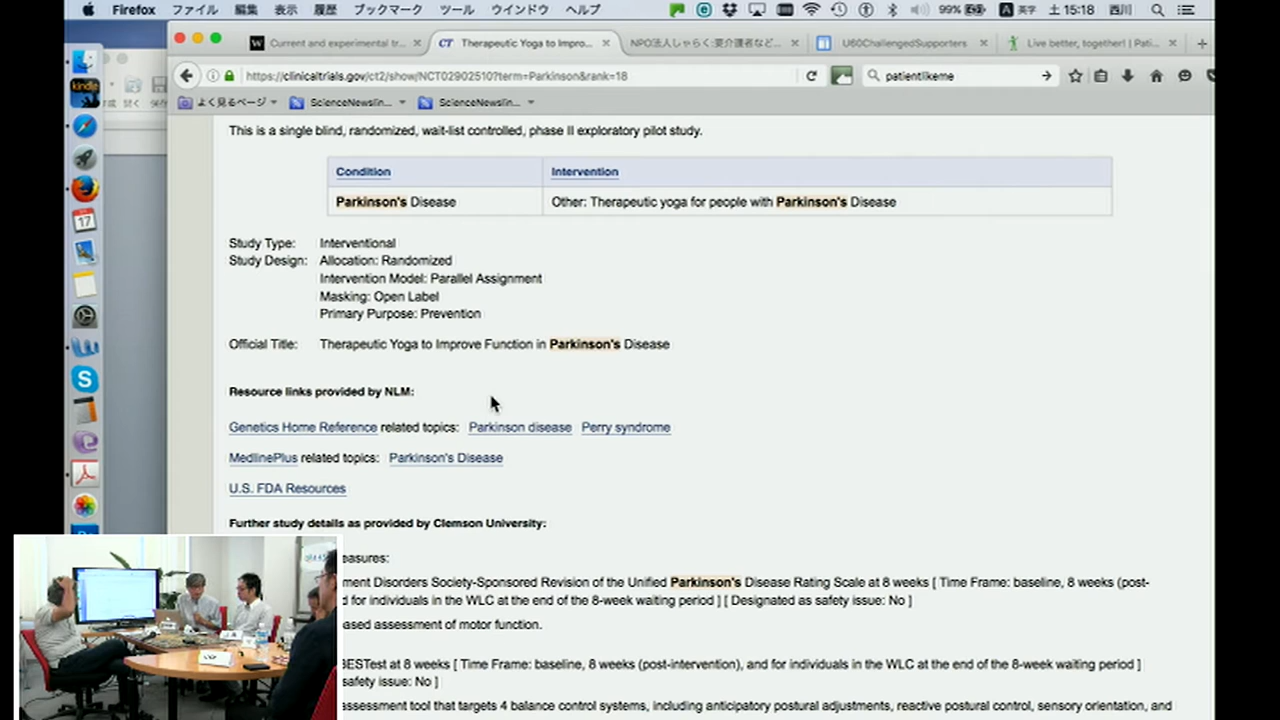 Firefox ファイル 編集 表示 履歴 ブックマーク ツール ウインドウ ヘルプ 99% A 英字 土 15:18 西川
Current and experimental tr... × CT Therapeutic Yoga to Impro... × NPO法人しゃらく:要介護者など... × U60ChallengedSupporters × Live better, together! | Pati... × +
https://clinicaltrials.gov/ct2/show/NCT02902510?term=Parkinson&rank=18 patientlikeme
よく見るページ ScienceNewslin... ScienceNewslin...
kindle
17
This is a single blind, randomized, wait-list controlled, phase II exploratory pilot study.
Condition Intervention
Parkinson's Disease Other: Therapeutic yoga for people with Parkinson's Disease
Study Type: Interventional
Study Design: Allocation: Randomized
Intervention Model: Parallel Assignment
Masking: Open Label
Primary Purpose: Prevention
Official Title: Therapeutic Yoga to Improve Function in Parkinson's Disease
Resource links provided by NLM:
Genetics Home Reference related topics: Parkinson disease Perry syndrome
MedlinePlus related topics: Parkinson's Disease
U.S. FDA Resources
Further study details as provided by Clemson University:
easures:
ment Disorders Society-Sponsored Revision of the Unified Parkinson's Disease Rating Scale at 8 weeks [ Time Frame: baseline, 8 weeks (post-
d for individuals in the WLC at the end of the 8-week waiting period ] [ Designated as safety issue: No ]
ased assessment of motor function.
BESTest at 8 weeks [ Time Frame: baseline, 8 weeks (post-intervention), and for individuals in the WLC at the end of the 8-week waiting period ]
safety issue: No ]
assessment tool that targets 4 balance control systems, including anticipatory postural adjustments, reactive postural control, sensory orientation, and